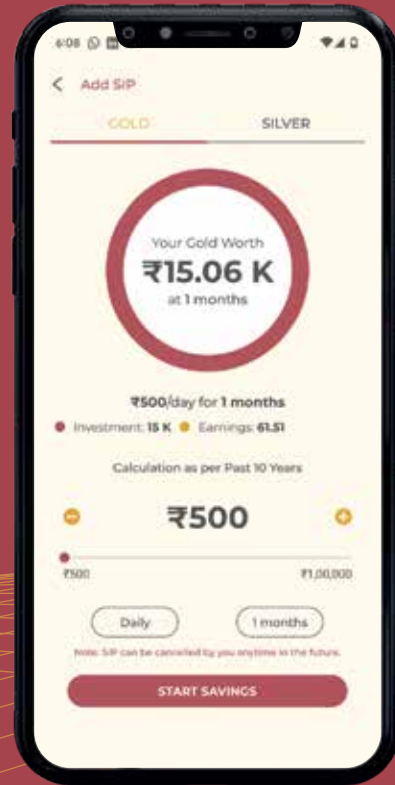 6:08
Add SIP
GOLD SILVER
Your Gold Worth
₹15.06 K
at 1 months
₹500/day for 1 months
Investment: 15 K Earnings: 61.51
Calculation as per Past 10 Years
₹500
₹500 ₹1,00,000
Daily 1 months
Note: SIP can be cancelled by you anytime in the future.
START SAVINGS